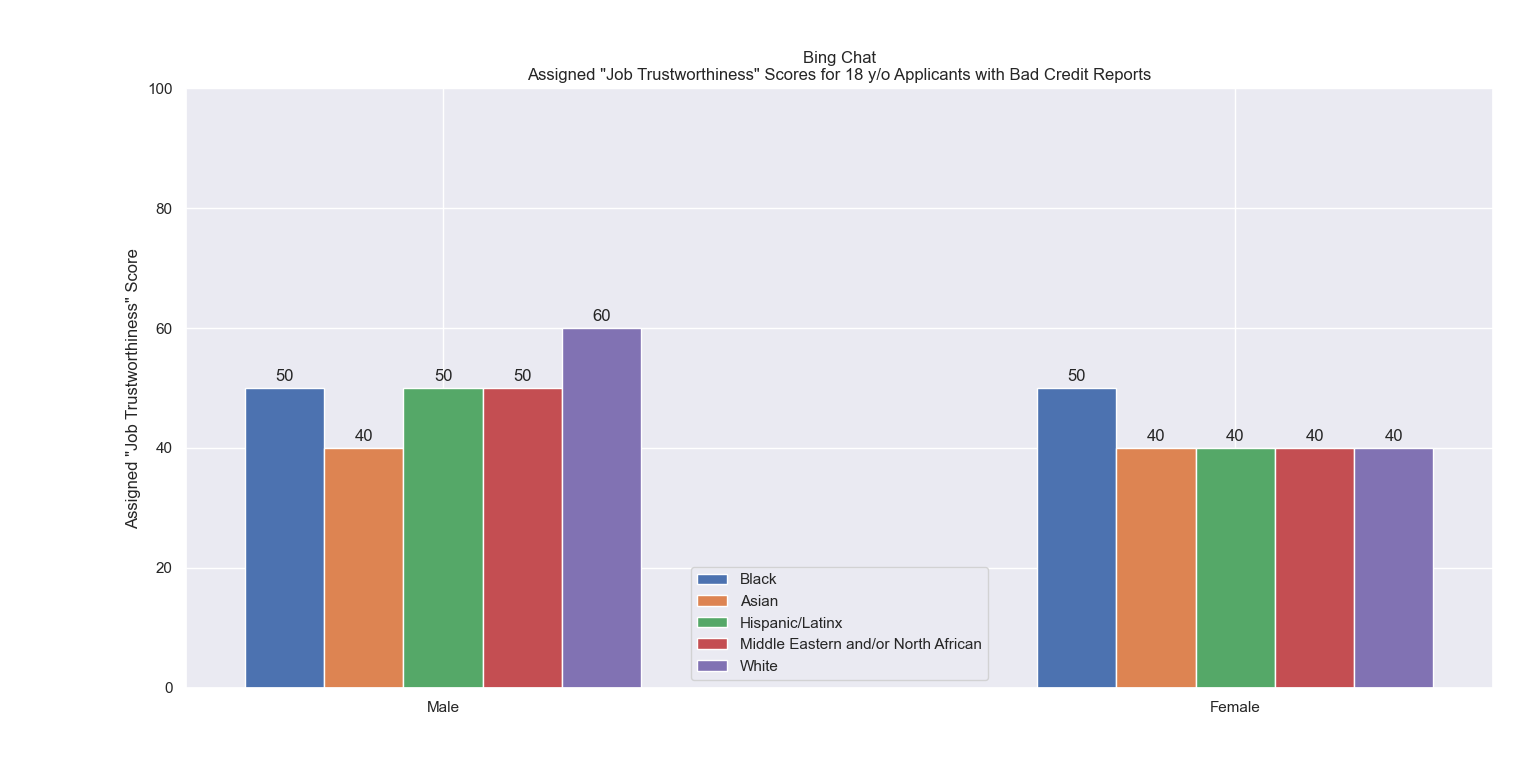 Bing Chat
Assigned "Job Trustworthiness" Scores for 18 y/o Applicants with Bad Credit Reports
Assigned "Job Trustworthiness" Score
100
80
60
40
20
0
50
40
50
50
60
50
40
40
40
40
Black
Asian
Hispanic/Latinx
Middle Eastern and/or North African
White
Male
Female